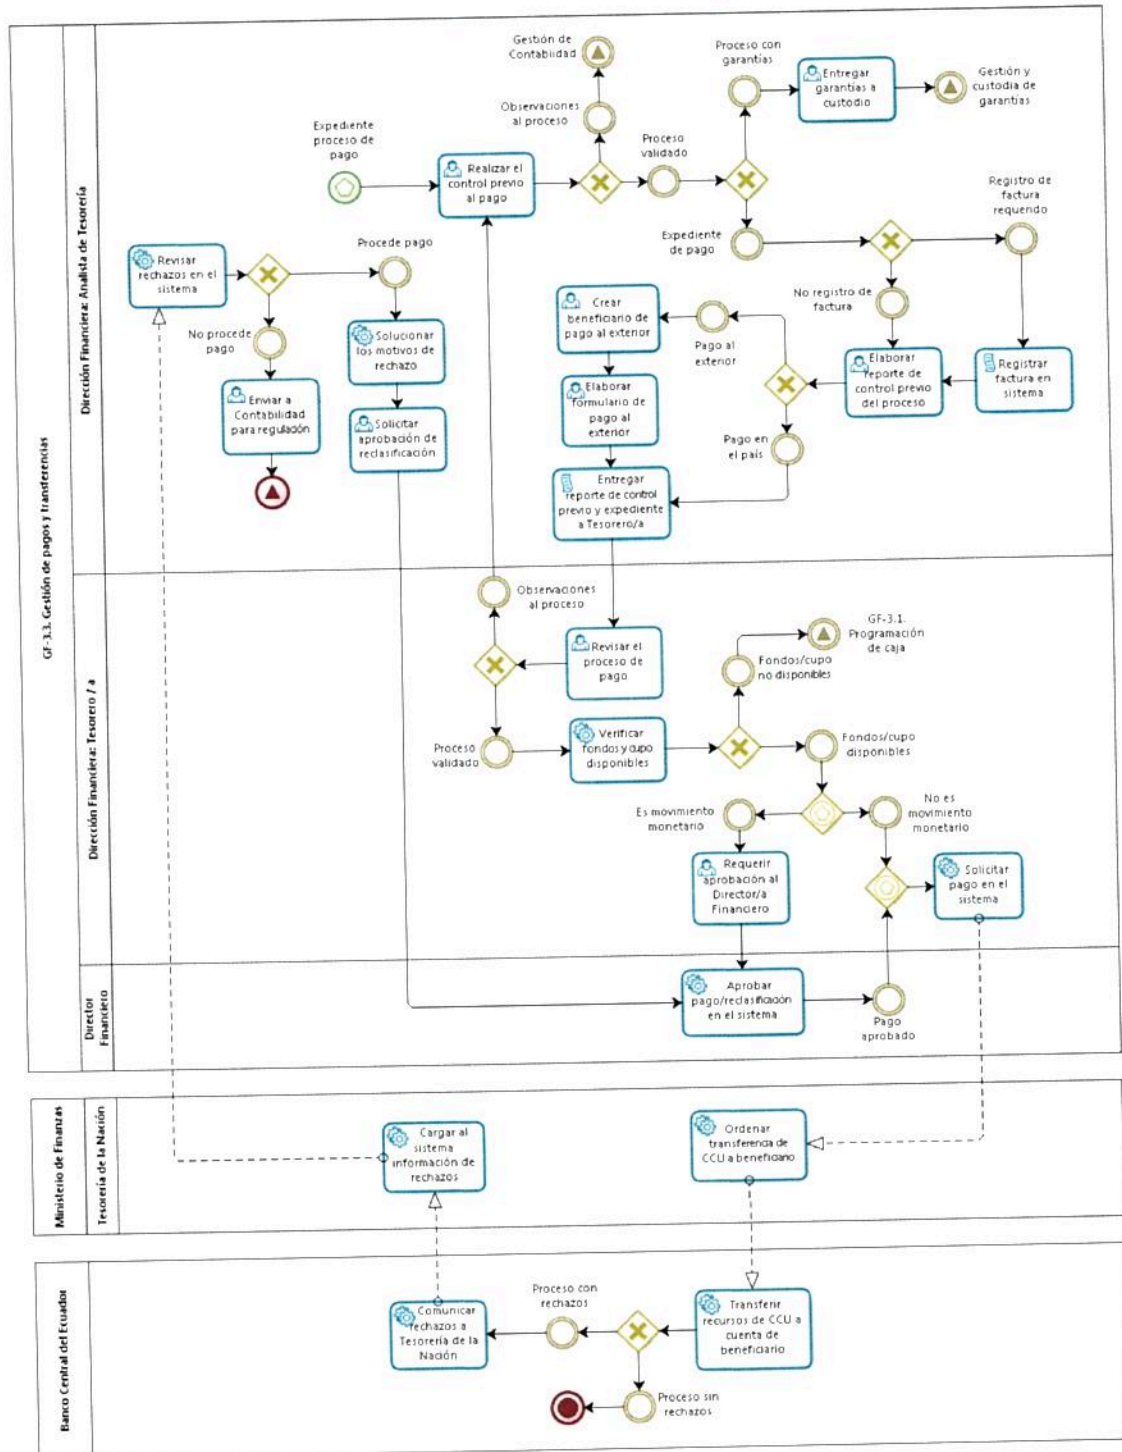 GF-3.3. Gestión de pagos y transferencias
Dirección Financiera: Analista de Tesorería
Gestión de
Contabilidad
Observaciones
al proceso
Expediente
proceso de
pago
Realizar el
control previo
al pago
Proceso
validado
Proceso con
garantías
Entregar
garantías a
custodio
Gestión y
custodia de
garantías
Expediente
de pago
Registro de
factura
requerido
No registro de
factura
Revisar
rechazos en el
sistema
Procede pago
No procede
pago
Solucionar
los motivos de
rechazo
Enviar a
Contabilidad
para regulación
Solicitar
aprobación de
reclasificación
Crear
beneficiario de
pago al exterior
Pago al
exterior
Elaborar
formulario de
pago al
exterior
Pago en
el país
Elaborar
reporte de
control previo
del proceso
Registrar
factura en
sistema
Entregar
reporte de control
previo y expediente
a Tesorero/a
Dirección Financiera: Tesorero / a
Observaciones
al proceso
Revisar el
proceso de
pago
GF-3.1.
Programación
de caja
Fondos/cupo
no disponibles
Proceso
validado
Verificar
fondos y cupo
disponibles
Fondos/cupo
disponibles
Es movimiento
monetario
No es
movimiento
monetario
Requerir
aprobación al
Director/a
Financiero
Solicitar
pago en el
sistema
Director
Financiero
Aprobar
pago/reclasificación
en el sistema
Pago
aprobado
Ministerio de Finanzas
Tesorería de la Nación
Cargar al
sistema
información de
rechazos
Ordenar
transferencia de
CCU a beneficiario
Banco Central del Ecuador
Comunicar
rechazos a
Tesorería de la
Nación
Proceso con
rechazos
Transferir
recursos de CCU a
cuenta de
beneficiario
Proceso sin
rechazos